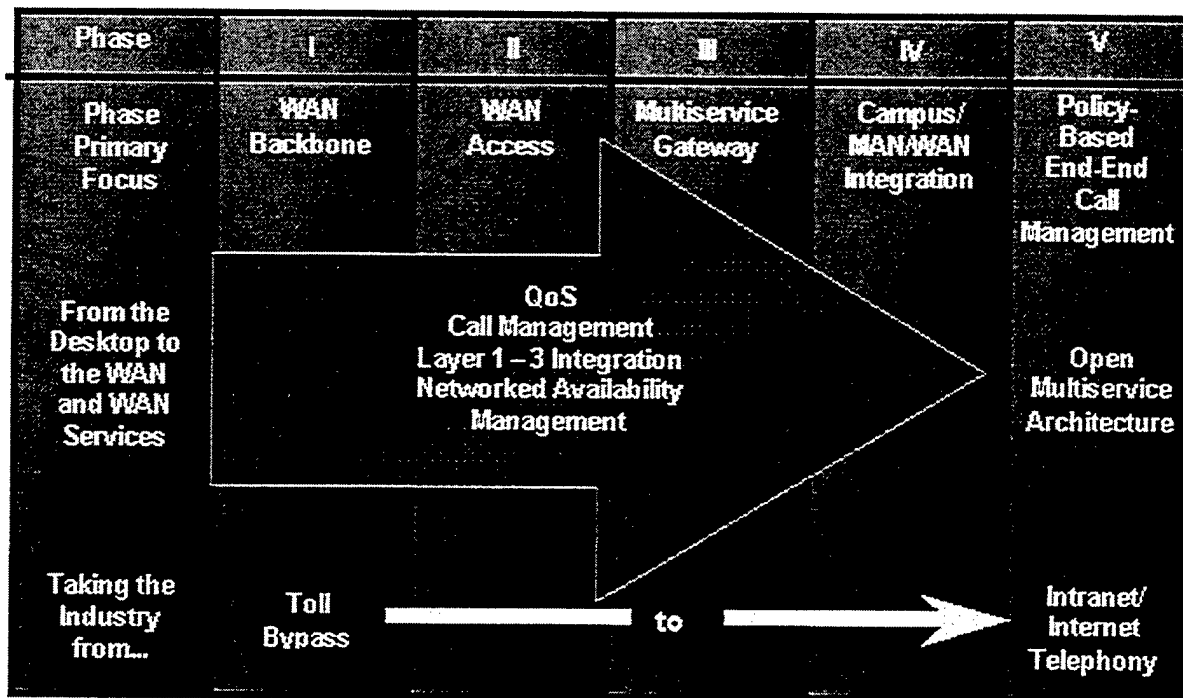 Phase
I
II
III
IV
V
Phase
Primary
Focus
WAN
Backbone
WAN
Access
Multiservice
Gateway
Campus/
MAN/WAN
Integration
Policy-
Based
End-End
Call
Management
From the
Desktop to
the WAN
and WAN
Services
QoS
Call Management
Layer 1 – 3 Integration
Networked Availability
Management
Open
Multiservice
Architecture
Taking the
Industry
from...
Toll
Bypass
to
Intranet/
Internet
Telephony